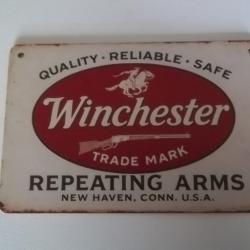 QUALITY · RELIABLE · SAFE
Winchester
TRADE MARK
REPEATING ARMS
NEW HAVEN, CONN. U.S.A.